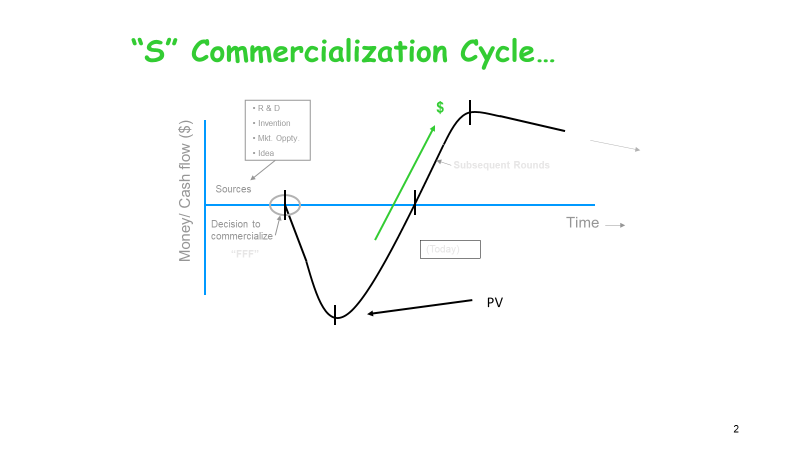 “S” Commercialization Cycle…
• R & D
• Invention
• Mkt Oppty.
• Idea
$
Money/ Cash flow ($)
Subsequent Rounds
Sources
Decision to
commercialize
“FFF”
Time
(Today)
PV
2